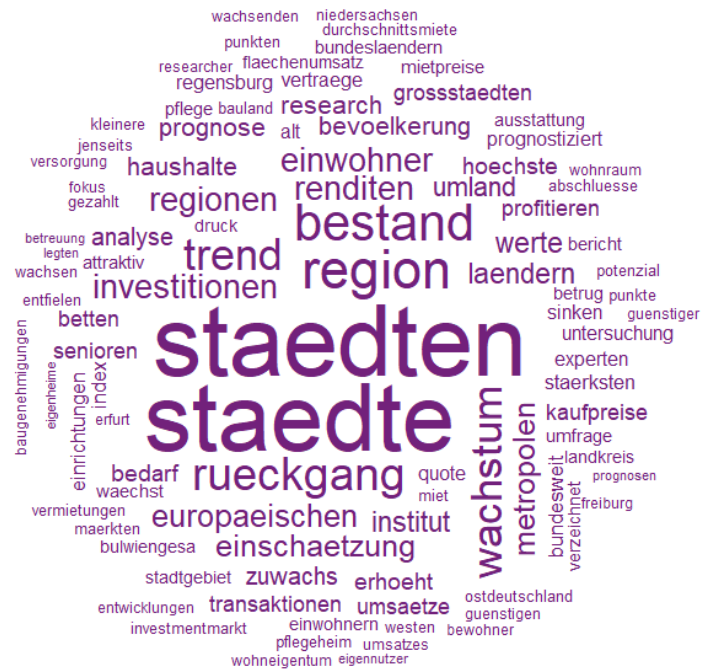 wachsenden niedersachsen
durchschnittsmiete
punkten bundeslaendern
researcher flaechenumsatz mietpreise
regensburg vertraege grossstaedten
pflege bauland research ausstattung
kleinere prognose alt bevoelkerung prognostiziert
jenseits
versorgung haushalte einwohner hoechste wohnraum
fokus regionen renditen umland abschluesse
gezahlt profitieren
druck bestand
betreuung analyse trend werte bericht
legten
wachsen attraktiv region laendern potenzial
entfielen investitionen betrug punkte
betten sinken guenstiger
staedten untersuchung
senioren experten
baugenehmigungen eigenheime einrichtungen index staerksten
erfurt staedte wachstum metropolen kaufpreise
umfrage
bedarf rueckgang quote bundesweit landkreis
verzeichnet prognosen
waechst miet freiburg
vermietungen europaeischen institut
maerkten
bulwiengesa einschaetzung
stadtgebiet zuwachs erhoeht
ostdeutschland
entwicklungen transaktionen umsaetze guenstigen
investmentmarkt einwohnern westen bewohner
pflegeheim umsatzes
wohneigentum eigennutzer